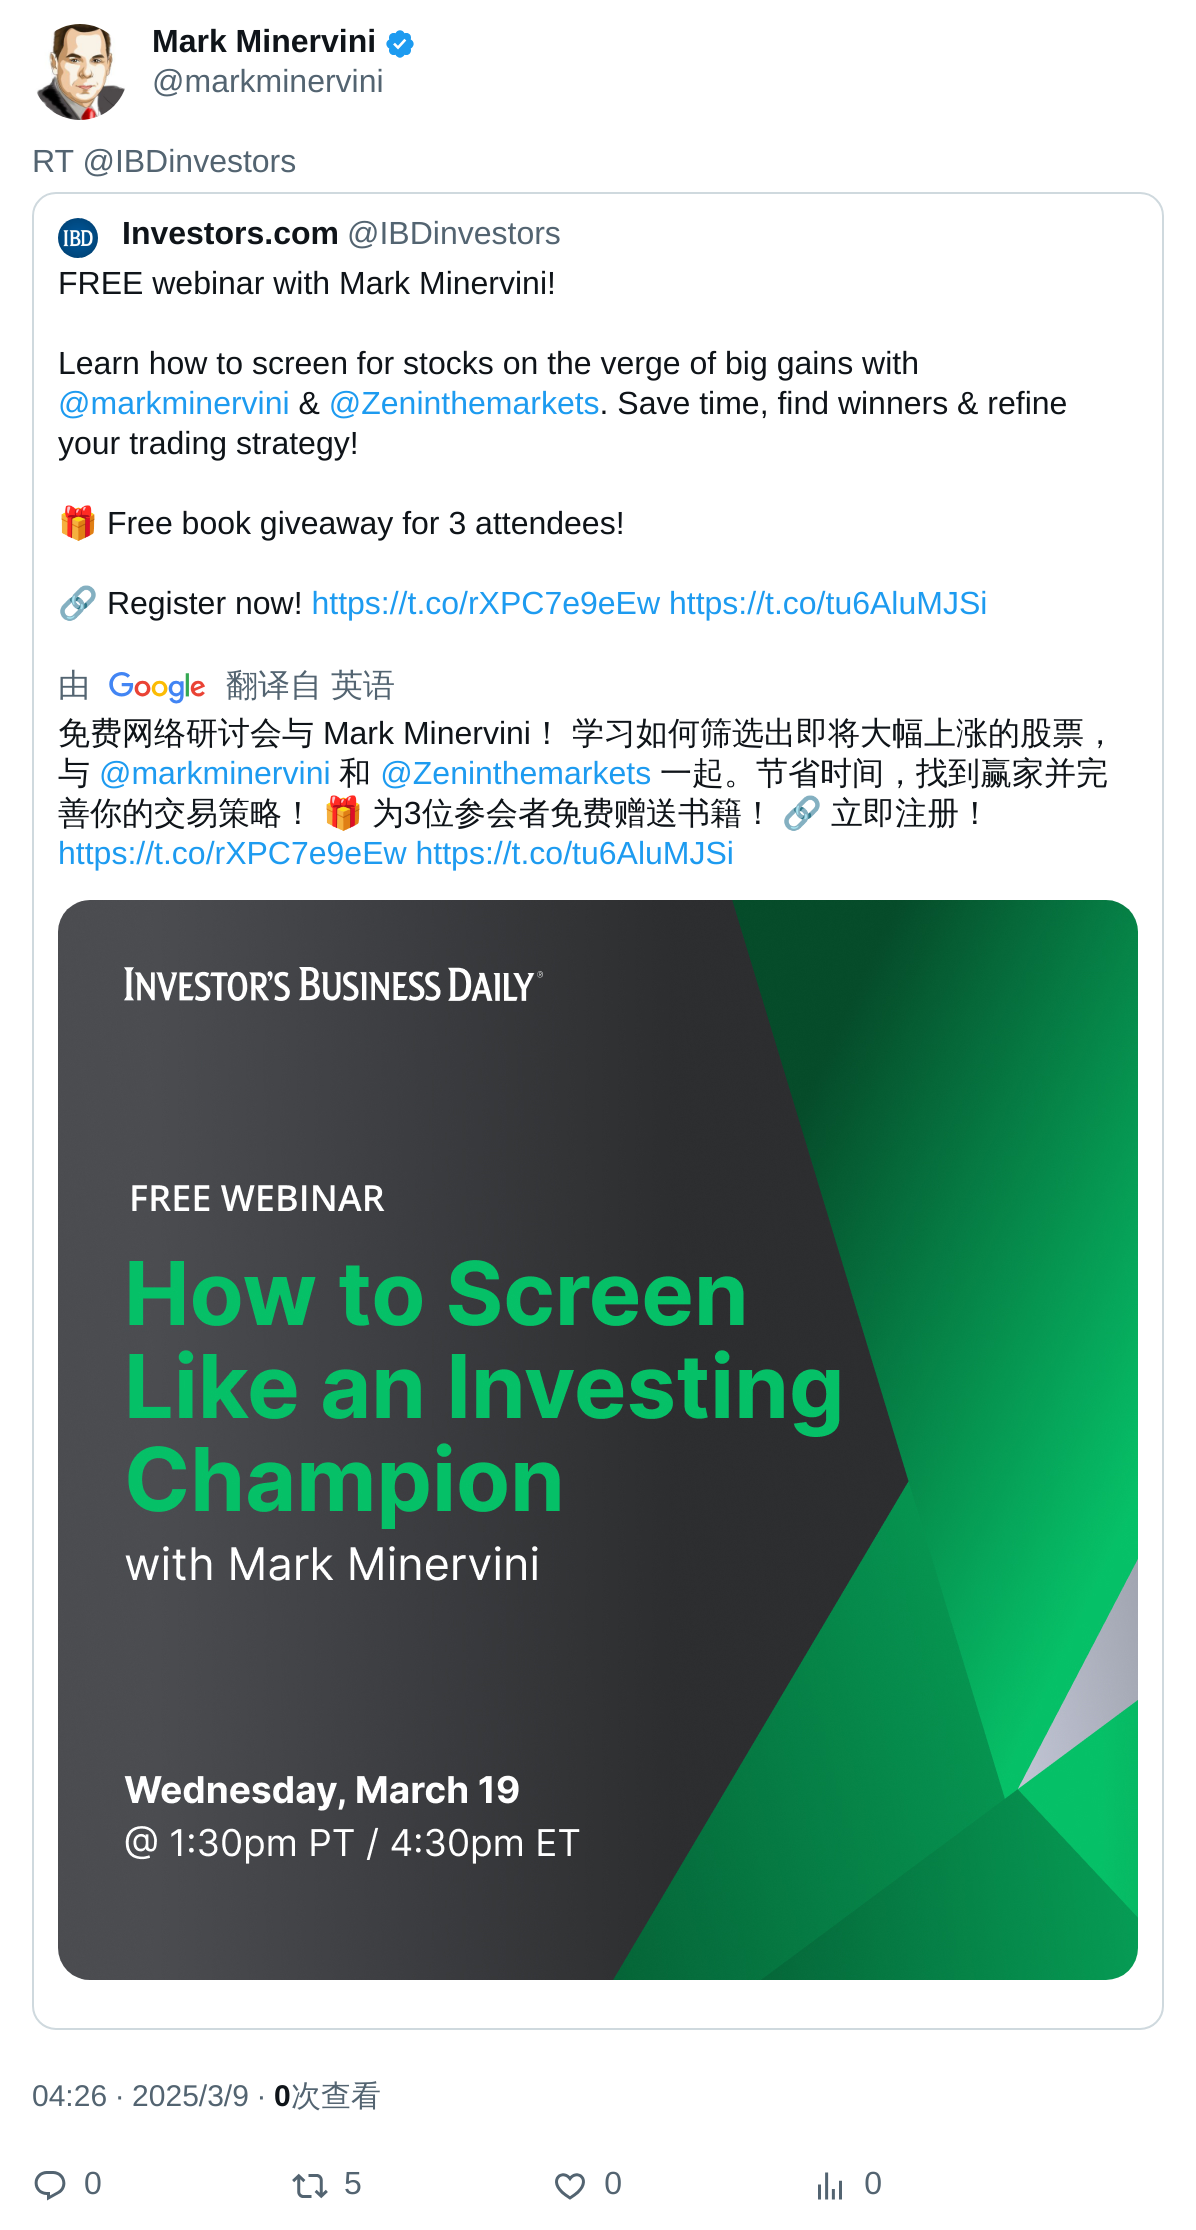 Mark Minervini
@markminervini
RT @IBDinvestors
IBD Investors.com @IBDinvestors
FREE webinar with Mark Minervini!
Learn how to screen for stocks on the verge of big gains with
@markminervini & @Zeninthemarkets. Save time, find winners & refine
your trading strategy!
🎁 Free book giveaway for 3 attendees!
🔗 Register now! https://t.co/rXPC7e9eEw https://t.co/tu6AluMJSi
由 Google 翻译自 英语
免费网络研讨会与 Mark Minervini！ 学习如何筛选出即将大幅上涨的股票，
与 @markminervini 和 @Zeninthemarkets 一起。节省时间，找到赢家并完
善你的交易策略！ 🎁 为3位参会者免费赠送书籍！ 🔗 立即注册！
https://t.co/rXPC7e9eEw https://t.co/tu6AluMJSi
INVESTOR'S BUSINESS DAILY®
FREE WEBINAR
How to Screen
Like an Investing
Champion
with Mark Minervini
Wednesday, March 19
@ 1:30pm PT / 4:30pm ET
04:26 · 2025/3/9 · 0次查看
0 5 0 0